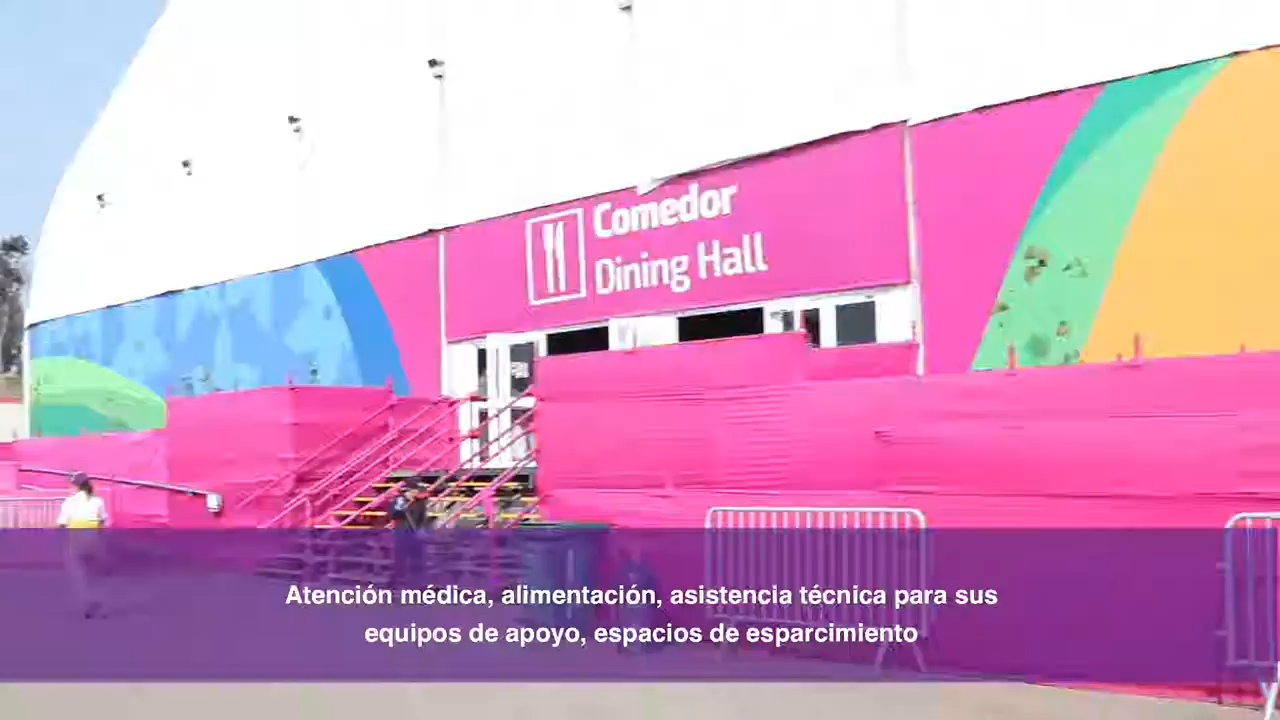 Comedor
Dining Hall
Atención médica, alimentación, asistencia técnica para sus
equipos de apoyo, espacios de esparcimiento